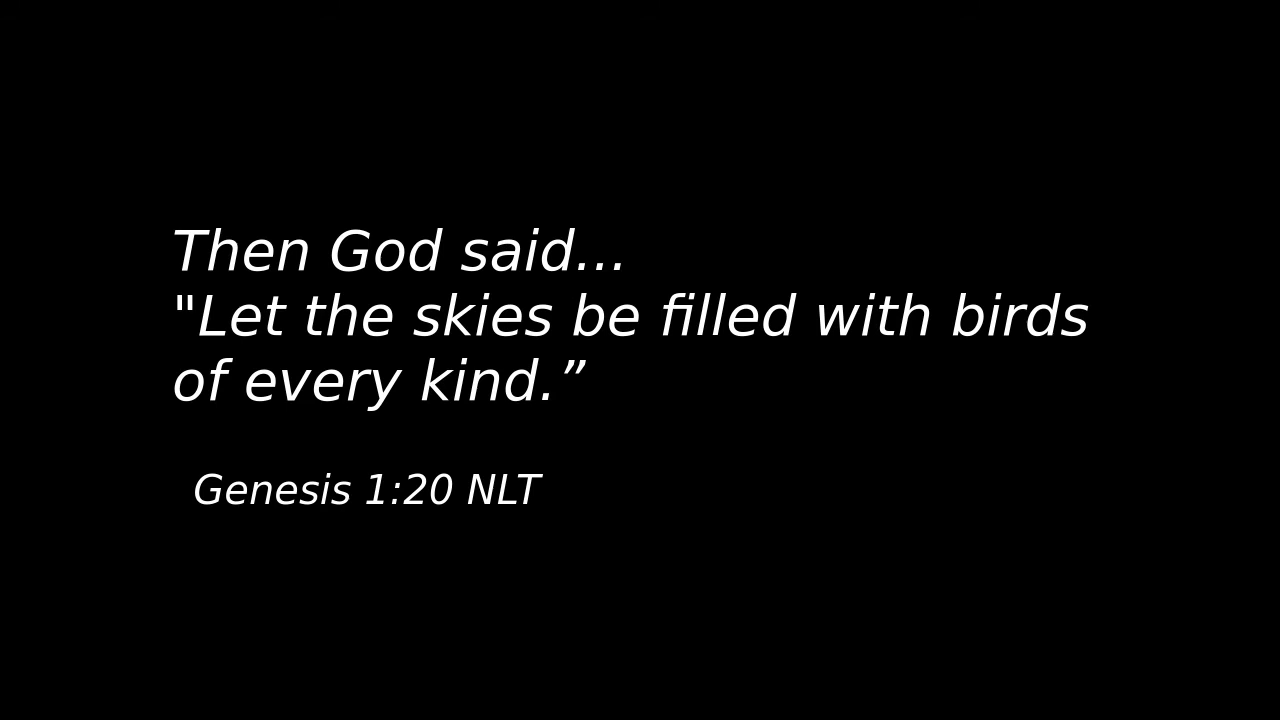 Then God said...
"Let the skies be filled with birds
of every kind.”
Genesis 1:20 NLT